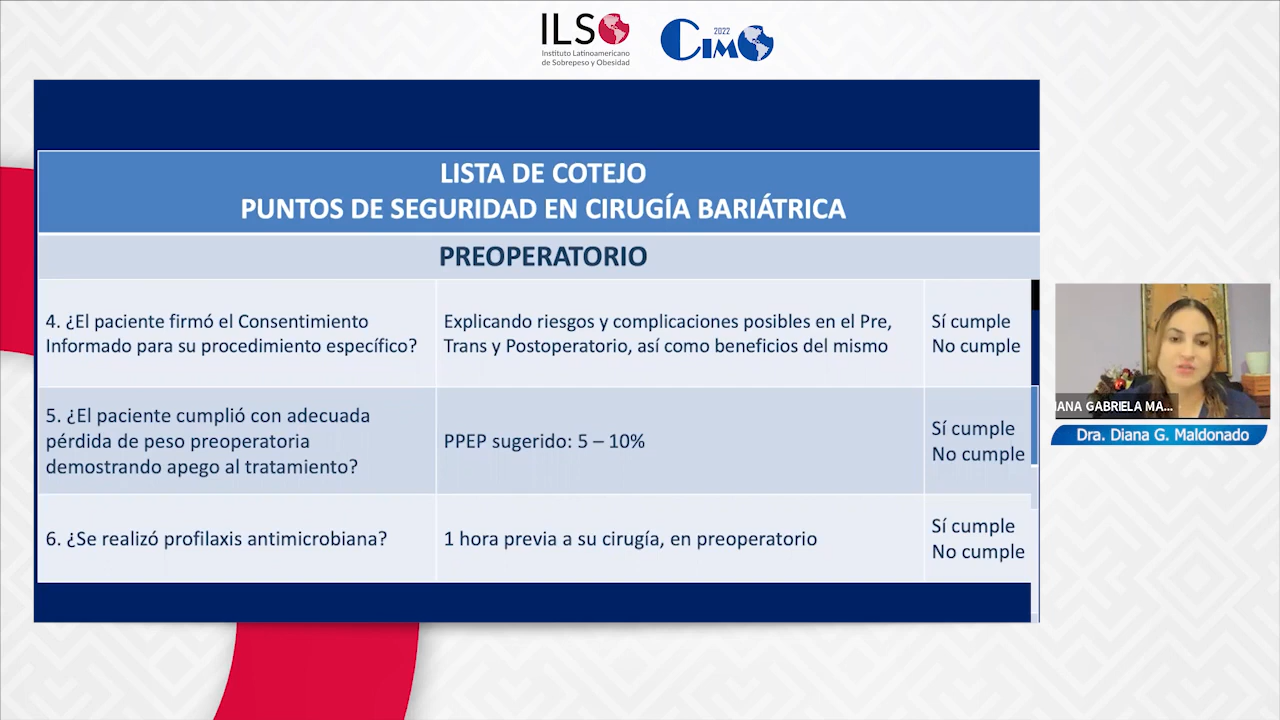 ILSO
Instituto Latinoamericano
de Sobrepeso y Obesidad
2022
CIMO
LISTA DE COTEJO
PUNTOS DE SEGURIDAD EN CIRUGÍA BARIÁTRICA
PREOPERATORIO
4. ¿El paciente firmó el Consentimiento
Informado para su procedimiento específico?
Explicando riesgos y complicaciones posibles en el Pre,
Trans y Postoperatorio, así como beneficios del mismo
Sí cumple
No cumple
5. ¿El paciente cumplió con adecuada
pérdida de peso preoperatoria
demostrando apego al tratamiento?
PPEP sugerido: 5 – 10%
Sí cumple
No cumple
6. ¿Se realizó profilaxis antimicrobiana?
1 hora previa a su cirugía, en preoperatorio
Sí cumple
No cumple
IANA GABRIELA MA...
Dra. Diana G. Maldonado